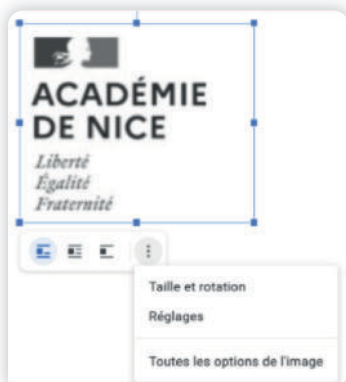 ACADÉMIE
DE NICE
Liberté
Égalité
Fraternité
Taille et rotation
Réglages
Toutes les options de l'image